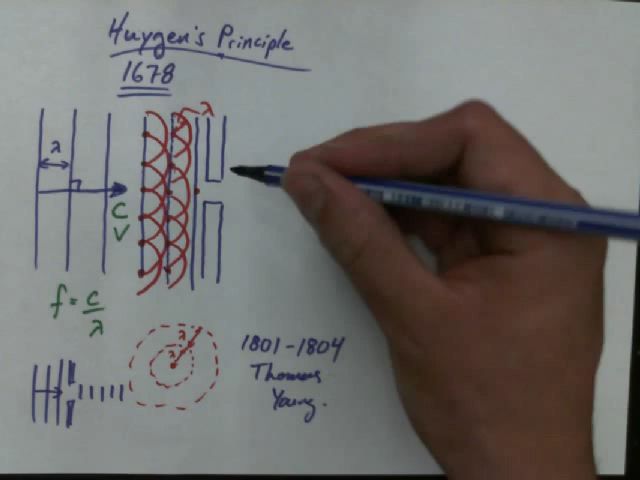 Huygen's Principle
1678
λ
λ
C
V
f = c/λ
λ
λ
1801-1804
Thomas
Young.